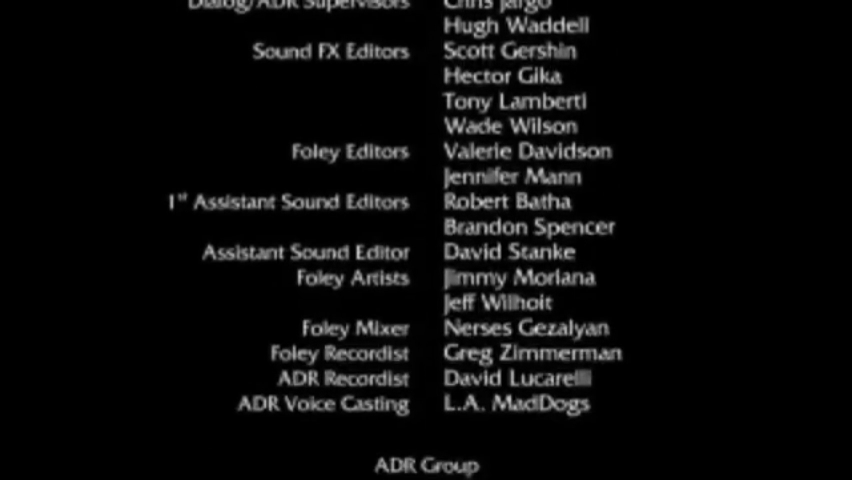 Dialog/ADR Supervisors Chris Jargo
Hugh Waddell
Sound FX Editors Scott Gershin
Hector Gika
Tony Lamberti
Wade Wilson
Foley Editors Valerie Davidson
Jennifer Mann
1st Assistant Sound Editors Robert Batha
Brandon Spencer
Assistant Sound Editor David Stanke
Foley Artists Jimmy Moriana
Jeff Wilhoit
Foley Mixer Nerses Gezalyan
Foley Recordist Greg Zimmerman
ADR Recordist David Lucarelli
ADR Voice Casting L.A. MadDogs
ADR Group